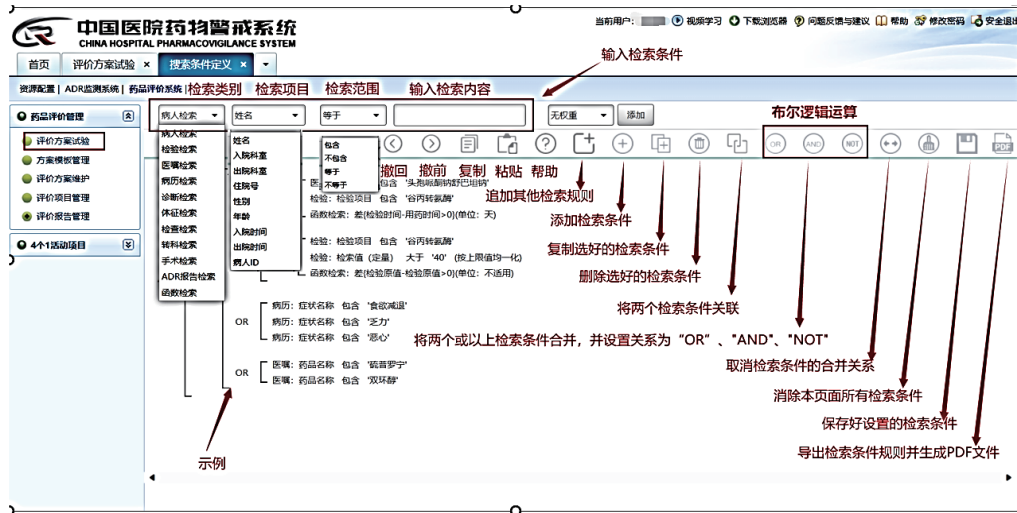 中国医院药物警戒系统
CHINA HOSPITAL PHARMACOVIGILANCE SYSTEM
当前用户： 视频学习 下载浏览器 问题反馈与建议 帮助 修改密码 安全退出
首页 评价方案试验 × 搜索条件定义 ×
输入检索条件
资源配置 | ADR监测系统 | 药品评价系统 | 检索类别 检索项目 检索范围 输入检索内容
药品评价管理
评价方案试验
方案模板管理
方案试验维护
评价项目管理
评价报告管理
4个1活动项目
病人检索 姓名 等于 无权重 添加
布尔逻辑运算
病人检索
检验检索
医嘱检索
病历检索
诊断检索
体征检索
检查检索
转科检索
手术检索
ADR报告检索
函数检索
姓名
入院科室
出院科室
住院号
性别
年龄
入院时间
出院时间
病人ID
包含
不包含
等于
不等于
OR AND NOT PDF
撤回 撤前 复制 粘贴 帮助
追加其他检索规则
添加检索条件
复制选好的检索条件
删除选好的检索条件
将两个检索条件关联
将两个或以上检索条件合并，并设置关系为“OR”、"AND"、"NOT"
取消检索条件的合并关系
消除本页面所有检索条件
保存好设置的检索条件
导出检索条件规则并生成PDF文件
医 包含 '头孢哌酮钠舒巴坦钠'
检验：检验项目 包含 '谷丙转氨酶'
函数检索：差(检验时间-用药时间>0)(单位：天)
检验：检验项目 包含 '谷丙转氨酶'
检验：检索值（定量） 大于 '40' （按上限值均一化）
函数检索：差(检验原值-检验原值>0)(单位：不适用)
OR
病历：症状名称 包含 '食欲减退'
病历：症状名称 包含 '乏力'
病历：症状名称 包含 '恶心'
OR
医嘱：药品名称 包含 '硫普罗宁'
医嘱：药品名称 包含 '双环醇'
示例